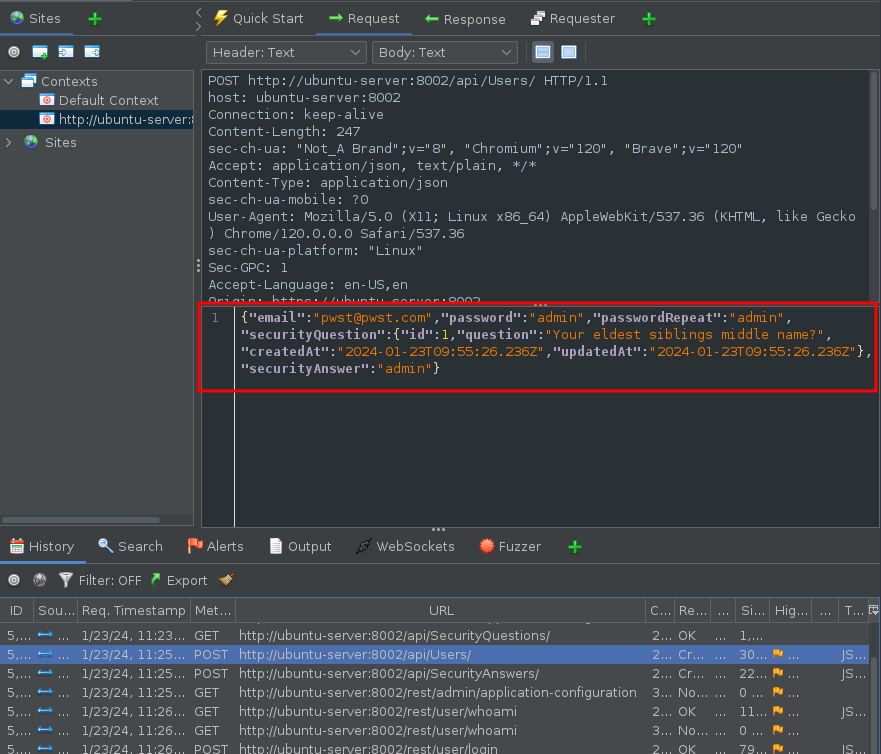 Sites
Quick Start
Request
Response
Requester
Header: Text
Body: Text
Contexts
Default Context
http://ubuntu-server:8
Sites
POST http://ubuntu-server:8002/api/Users/ HTTP/1.1
host: ubuntu-server:8002
Connection: keep-alive
Content-Length: 247
sec-ch-ua: "Not_A Brand";v="8", "Chromium";v="120", "Brave";v="120"
Accept: application/json, text/plain, */*
Content-Type: application/json
sec-ch-ua-mobile: ?0
User-Agent: Mozilla/5.0 (X11; Linux x86_64) AppleWebKit/537.36 (KHTML, like Gecko
) Chrome/120.0.0.0 Safari/537.36
sec-ch-ua-platform: "Linux"
Sec-GPC: 1
Accept-Language: en-US,en
Origin: https://ubuntu-server:8002
1 {"email":"pwst@pwst.com","password":"admin","passwordRepeat":"admin",
"securityQuestion":{"id":1,"question":"Your eldest siblings middle name?",
"createdAt":"2024-01-23T09:55:26.236Z","updatedAt":"2024-01-23T09:55:26.236Z"},
"securityAnswer":"admin"}
History
Search
Alerts
Output
WebSockets
Fuzzer
Filter: OFF
Export
ID Sou... Req. Timestamp Met... URL C... Re... ... Si... Hig... ... T...
5,... ... 1/23/24, 11:23... GET http://ubuntu-server:8002/api/SecurityQuestions/ 2... OK ... 1,...
5,... ... 1/23/24, 11:25... POST http://ubuntu-server:8002/api/Users/ 2... Cr... ... 30... ... JS...
5,... ... 1/23/24, 11:25... POST http://ubuntu-server:8002/api/SecurityAnswers/ 2... Cr... ... 22... ... JS...
5,... ... 1/23/24, 11:25... GET http://ubuntu-server:8002/rest/admin/application-configuration 3... No... ... 0 ... ...
5,... ... 1/23/24, 11:26... GET http://ubuntu-server:8002/rest/user/whoami 2... OK ... 11... ... JS...
5,... ... 1/23/24, 11:26... GET http://ubuntu-server:8002/rest/user/whoami 3... No... ... 0 ... ...
5,... ... 1/23/24, 11:26... POST http://ubuntu-server:8002/rest/user/login 2... OK ... 79... ... JS...